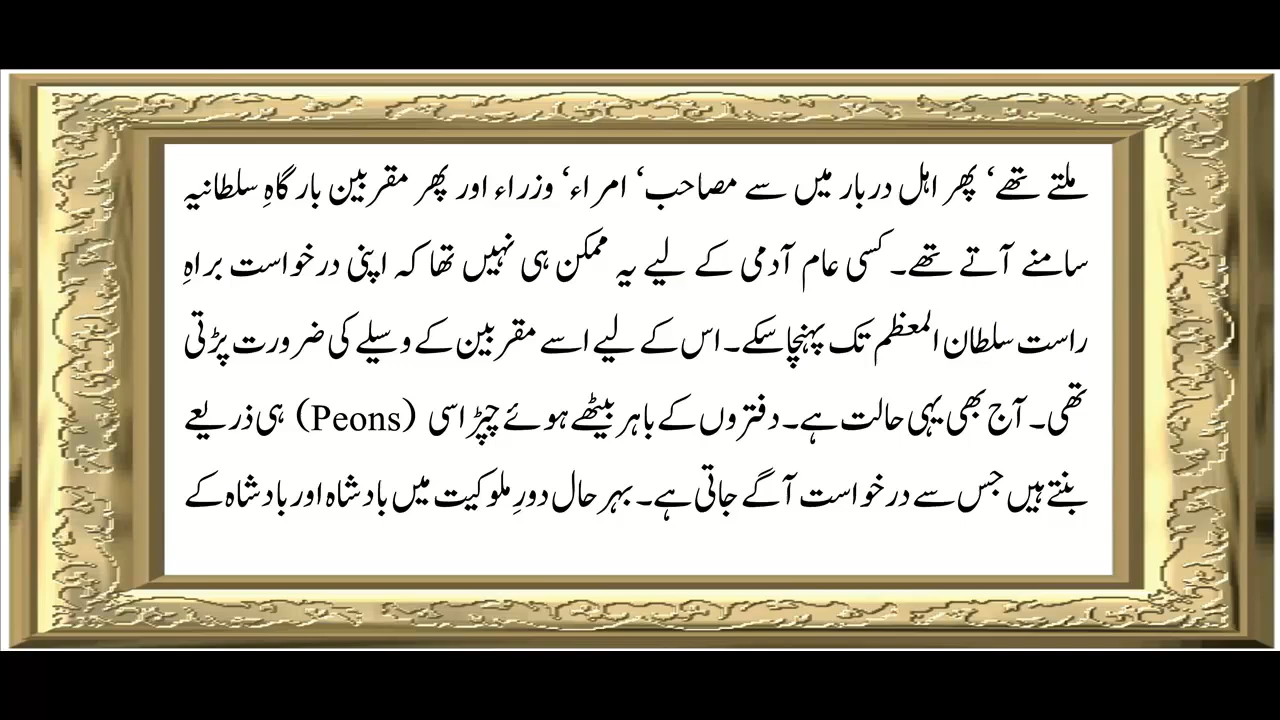 ملتے تھے‘ پھر اہل دربار میں سے مصاحب‘ امراء‘ وزراء اور پھر مقربین بارگاہِ سلطانیہ
سامنے آتے تھے۔ کسی عام آدمی کے لیے یہ ممکن ہی نہیں تھا کہ اپنی درخواست براہِ
راست سلطان المعظم تک پہنچا سکے۔ اس کے لیے اسے مقربین کے وسیلے کی ضرورت پڑتی
تھی۔ آج بھی یہی حالت ہے۔ دفتروں کے باہر بیٹھے ہوئے چپڑاسی (Peons) ہی ذریعے
بنتے ہیں جس سے درخواست آگے جاتی ہے۔ بہر حال دورِ ملوکیت میں بادشاہ اور بادشاہ کے